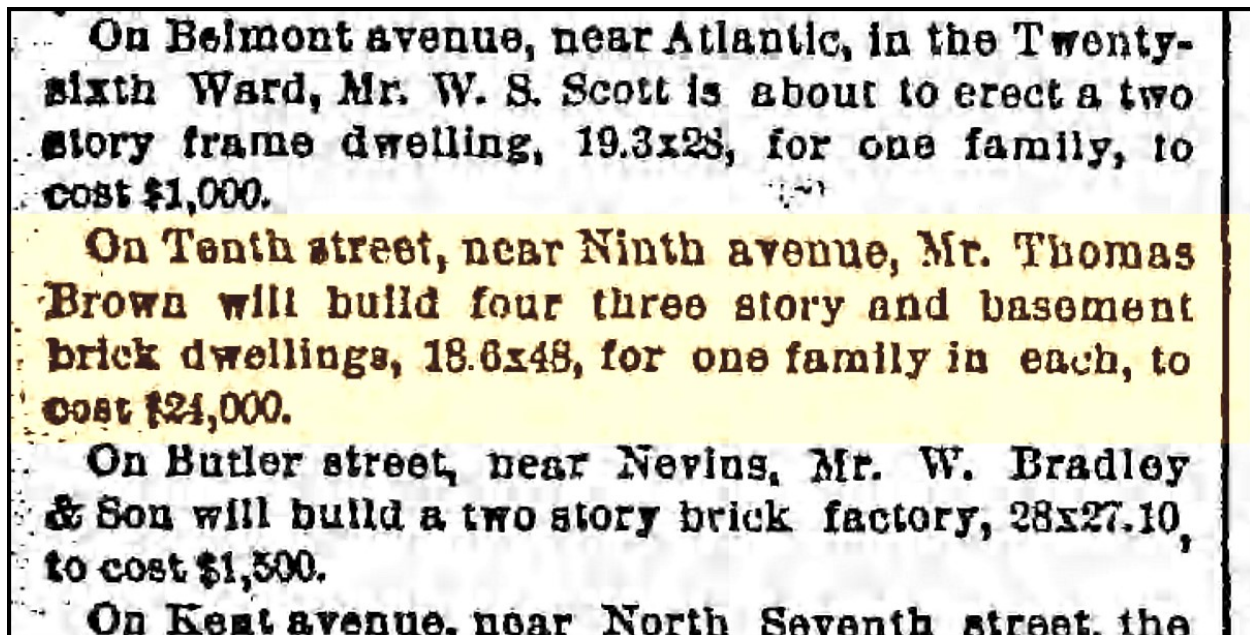 On Belmont avenue, near Atlantic, in the Twenty-
sixth Ward, Mr. W. S. Scott is about to erect a two
story frame dwelling, 19.3x28, for one family, to
cost $1,000.
On Tenth street, near Ninth avenue, Mr. Thomas
Brown will build four three story and basement
brick dwellings, 18.6x48, for one family in each, to
cost $24,000.
On Butler street, near Nevins, Mr. W. Bradley
& Son will build a two story brick factory, 28x27.10,
to cost $1,500.
On Kent avenue, near North Seventh street, the